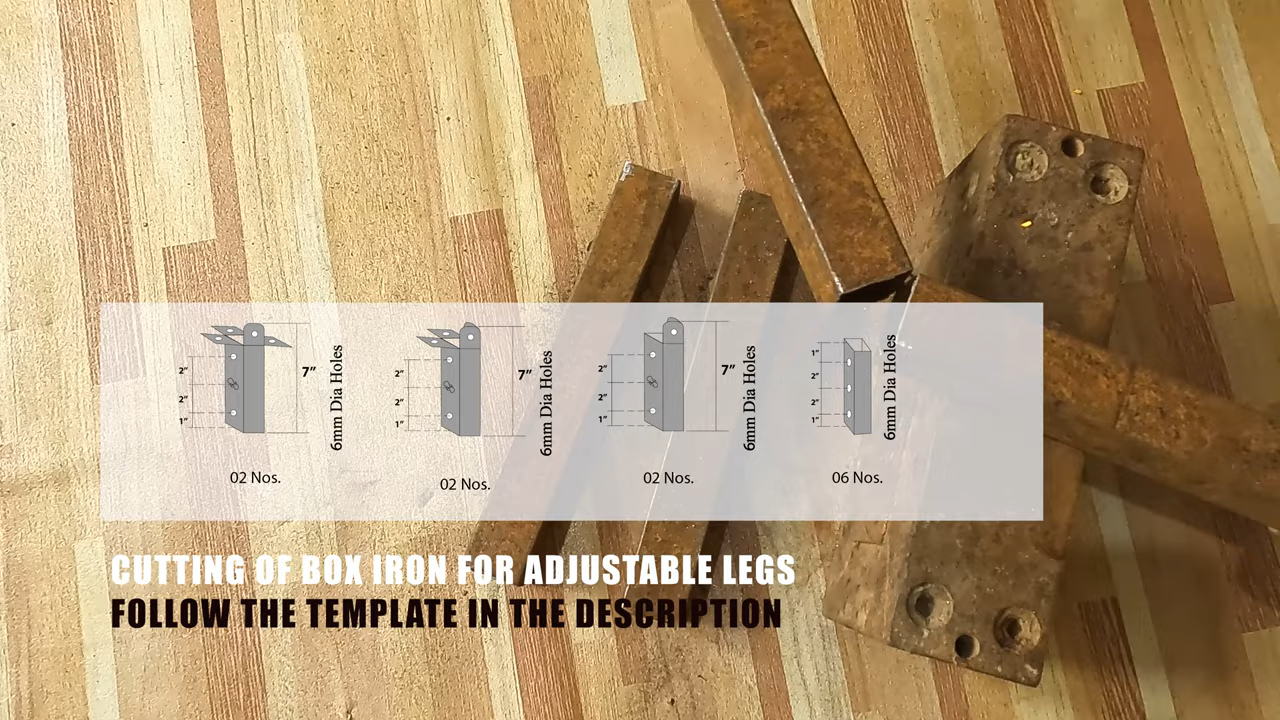 2” 2” 1” 7” 6mm Dia Holes
02 Nos.
2” 2” 1” 7” 6mm Dia Holes
02 Nos.
2” 2” 1” 7” 6mm Dia Holes
02 Nos.
1” 2” 2” 1” 6mm Dia Holes
06 Nos.
CUTTING OF BOX IRON FOR ADJUSTABLE LEGS
FOLLOW THE TEMPLATE IN THE DESCRIPTION